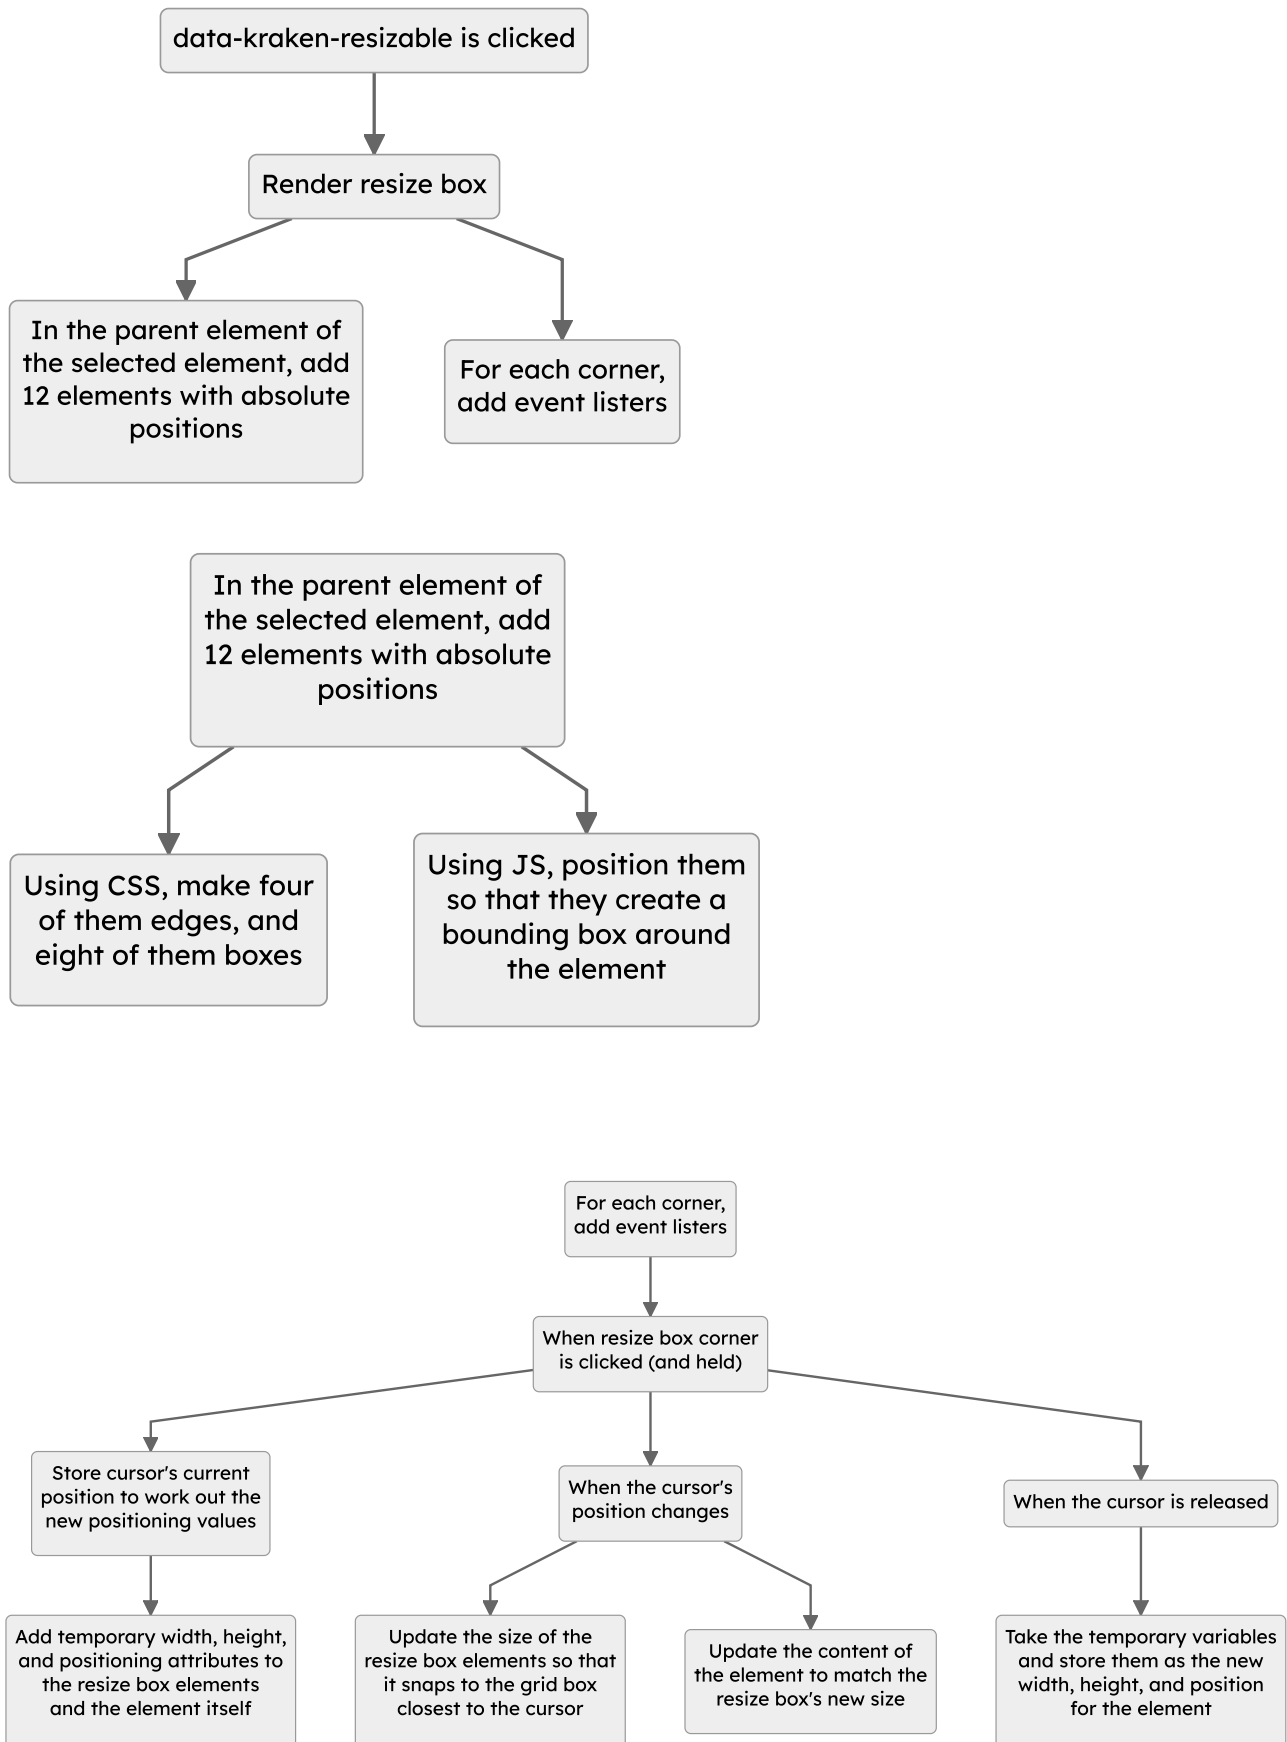 data-kraken-resizable is clicked
Render resize box
In the parent element of
the selected element, add
12 elements with absolute
positions
For each corner,
add event listers
In the parent element of
the selected element, add
12 elements with absolute
positions
Using CSS, make four
of them edges, and
eight of them boxes
Using JS, position them
so that they create a
bounding box around
the element
For each corner,
add event listers
When resize box corner
is clicked (and held)
Store cursor's current
position to work out the
new positioning values
When the cursor's
position changes
When the cursor is released
Add temporary width, height,
and positioning attributes to
the resize box elements
and the element itself
Update the size of the
resize box elements so that
it snaps to the grid box
closest to the cursor
Update the content of
the element to match the
resize box's new size
Take the temporary variables
and store them as the new
width, height, and position
for the element